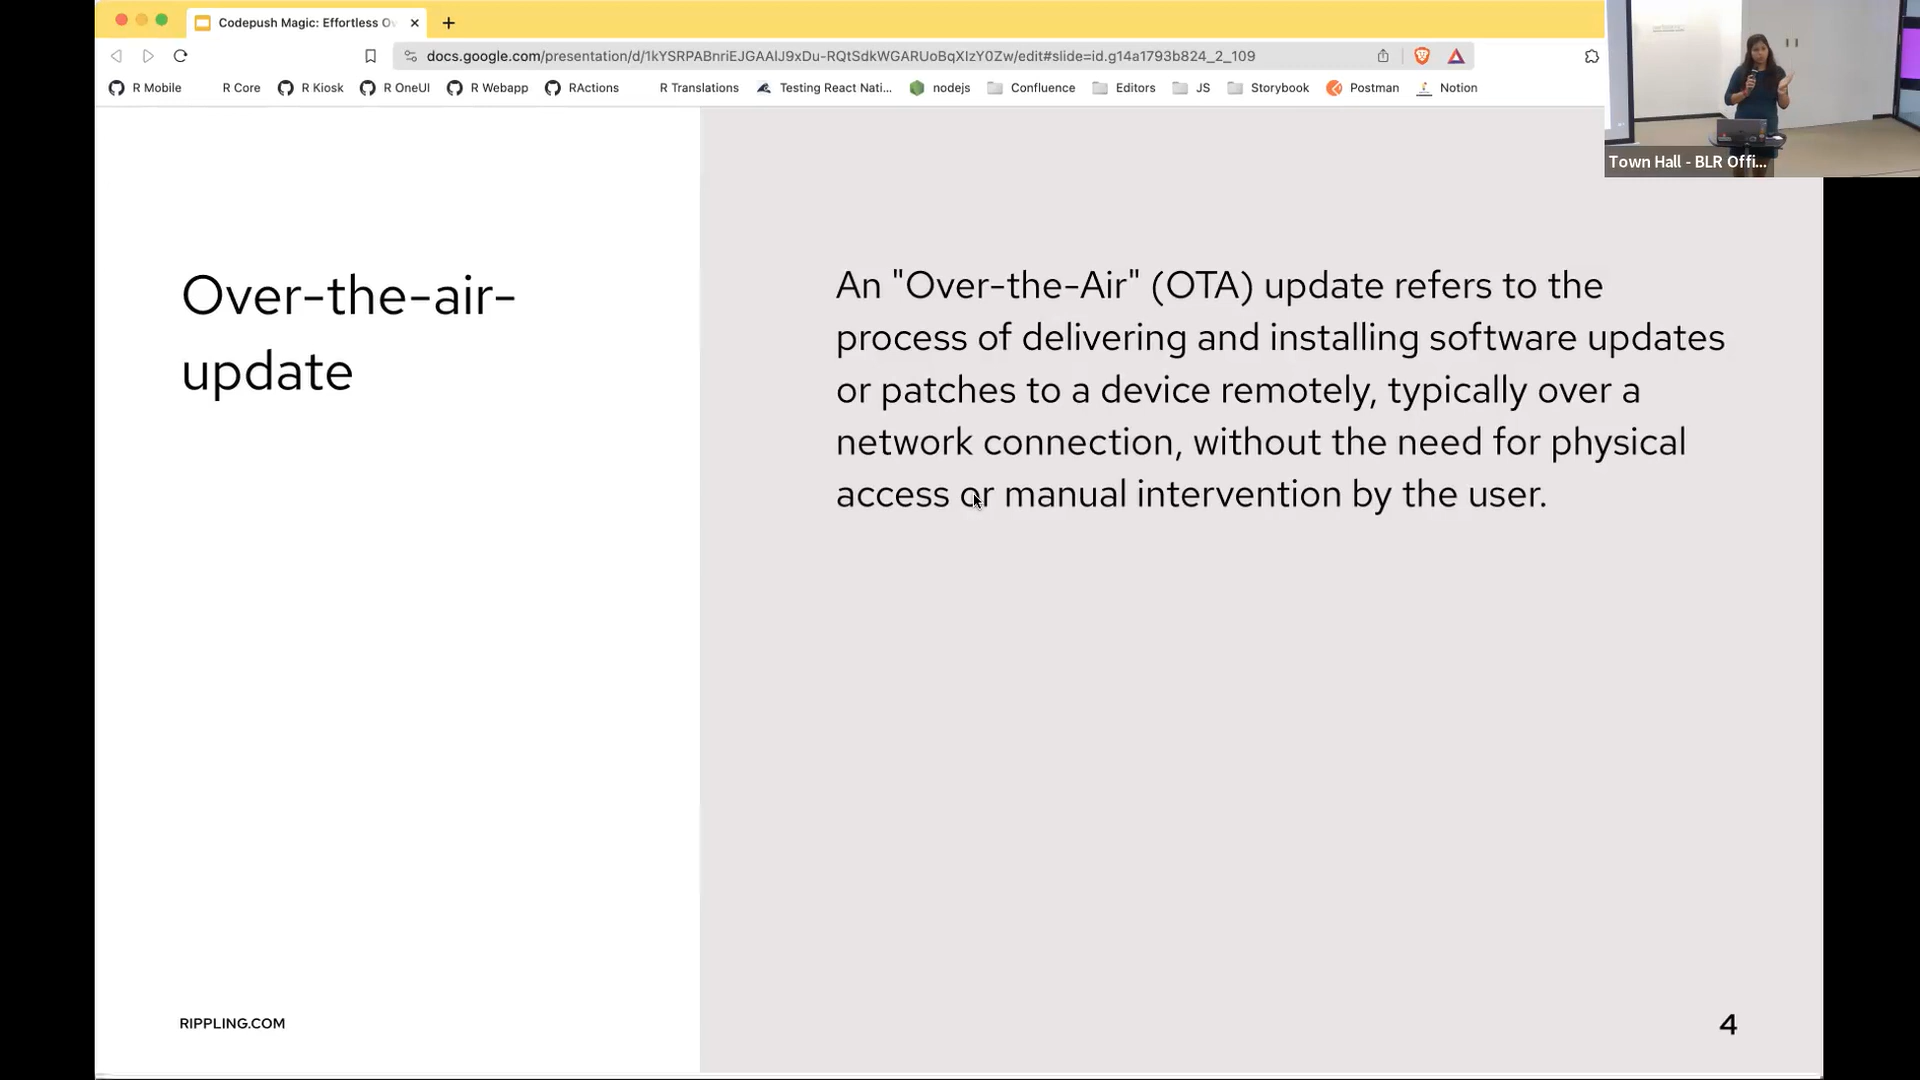 Codepush Magic: Effortless O
docs.google.com/presentation/d/1kYSRPABnriEJGAAlJ9xDu-RQtSdkWGARUoBqXIzY0Zw/edit#slide=id.g14a1793b824_2_109
R Mobile R Core R Kiosk R OneUI R Webapp RActions R Translations Testing React Nati... nodejs Confluence Editors JS Storybook Postman Notion
Town Hall - BLR Offi...
Over-the-air-
update
An "Over-the-Air" (OTA) update refers to the
process of delivering and installing software updates
or patches to a device remotely, typically over a
network connection, without the need for physical
access or manual intervention by the user.
RIPPLING.COM
4